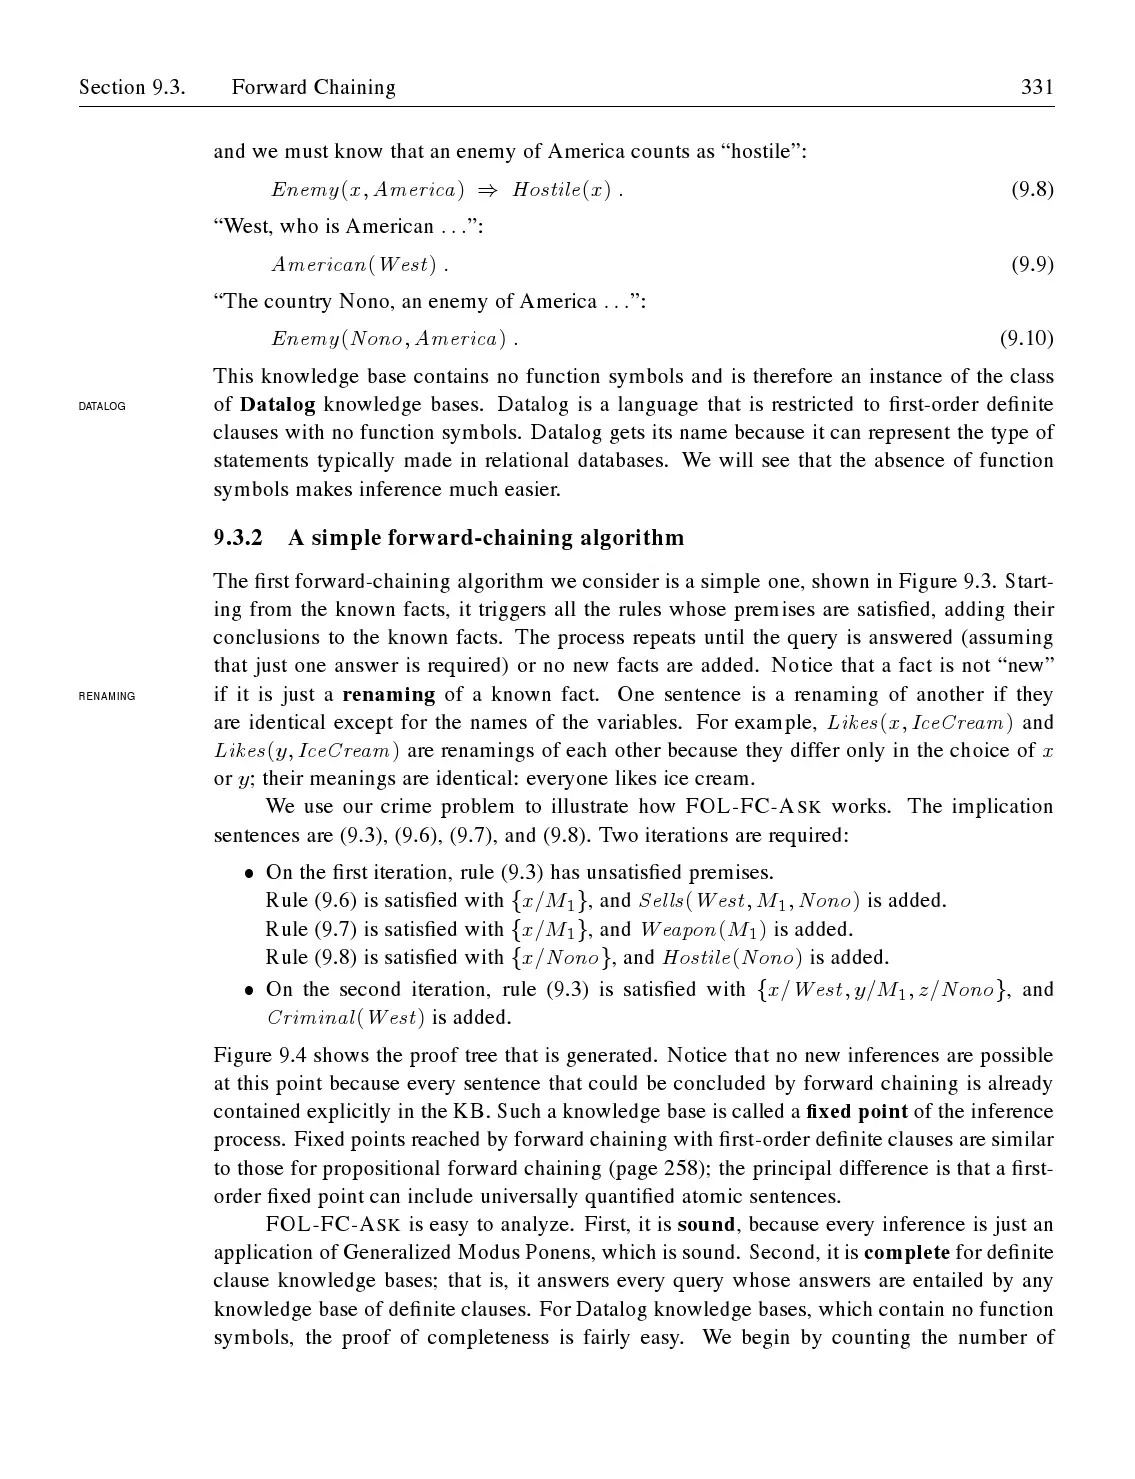 Section 9.3. Forward Chaining 331
and we must know that an enemy of America counts as “hostile”:
Enemy(x, America) ⇒ Hostile(x) . (9.8)
“West, who is American . . .”:
American(West) . (9.9)
“The country Nono, an enemy of America . . .”:
Enemy(Nono, America) . (9.10)
This knowledge base contains no function symbols and is therefore an instance of the class
DATALOG of Datalog knowledge bases. Datalog is a language that is restricted to first-order definite
clauses with no function symbols. Datalog gets its name because it can represent the type of
statements typically made in relational databases. We will see that the absence of function
symbols makes inference much easier.
9.3.2 A simple forward-chaining algorithm
The first forward-chaining algorithm we consider is a simple one, shown in Figure 9.3. Start-
ing from the known facts, it triggers all the rules whose premises are satisfied, adding their
conclusions to the known facts. The process repeats until the query is answered (assuming
that just one answer is required) or no new facts are added. Notice that a fact is not “new”
RENAMING if it is just a renaming of a known fact. One sentence is a renaming of another if they
are identical except for the names of the variables. For example, Likes(x, IceCream) and
Likes(y, IceCream) are renamings of each other because they differ only in the choice of x
or y; their meanings are identical: everyone likes ice cream.
We use our crime problem to illustrate how FOL-FC-ASK works. The implication
sentences are (9.3), (9.6), (9.7), and (9.8). Two iterations are required:
• On the first iteration, rule (9.3) has unsatisfied premises.
Rule (9.6) is satisfied with {x/M₁}, and Sells(West, M₁, Nono) is added.
Rule (9.7) is satisfied with {x/M₁}, and Weapon(M₁) is added.
Rule (9.8) is satisfied with {x/Nono}, and Hostile(Nono) is added.
• On the second iteration, rule (9.3) is satisfied with {x/West, y/M₁, z/Nono}, and
Criminal(West) is added.
Figure 9.4 shows the proof tree that is generated. Notice that no new inferences are possible
at this point because every sentence that could be concluded by forward chaining is already
contained explicitly in the KB. Such a knowledge base is called a fixed point of the inference
process. Fixed points reached by forward chaining with first-order definite clauses are similar
to those for propositional forward chaining (page 258); the principal difference is that a first-
order fixed point can include universally quantified atomic sentences.
FOL-FC-ASK is easy to analyze. First, it is sound, because every inference is just an
application of Generalized Modus Ponens, which is sound. Second, it is complete for definite
clause knowledge bases; that is, it answers every query whose answers are entailed by any
knowledge base of definite clauses. For Datalog knowledge bases, which contain no function
symbols, the proof of completeness is fairly easy. We begin by counting the number of